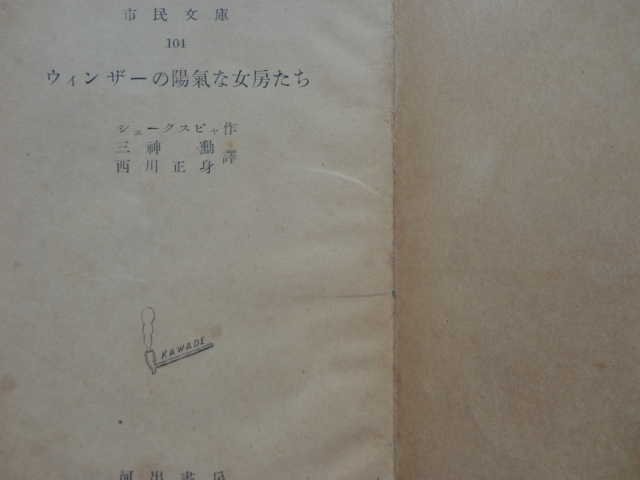 市民文庫
104
ウィンザーの陽氣な女房たち
シェークスピヤ作
三神勳
西川正身
譯
KAWADE
河出書房